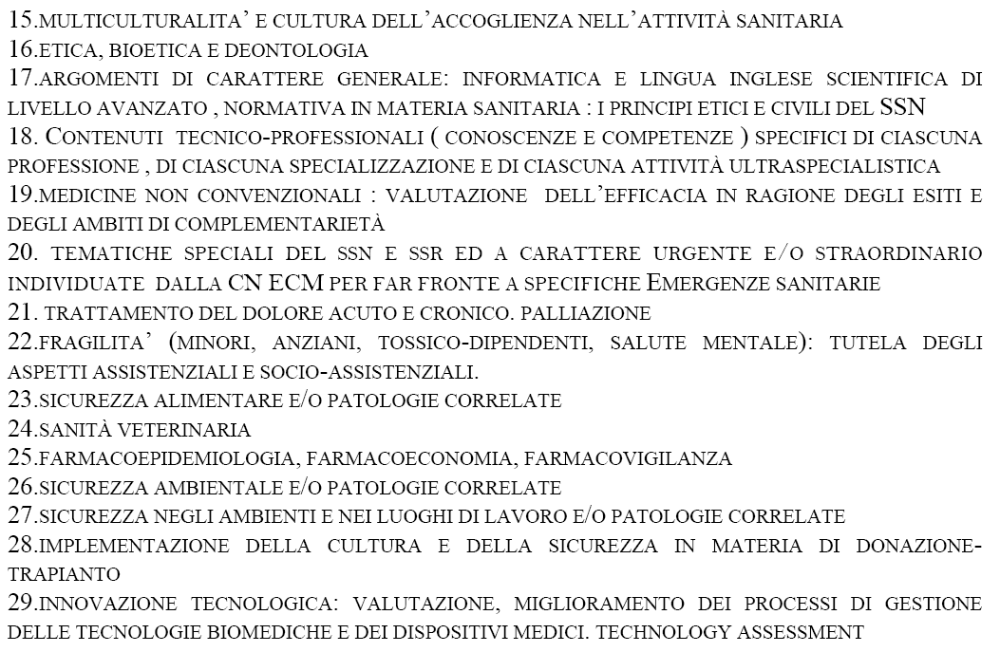 15.MULTICULTURALITA’ E CULTURA DELL’ACCOGLIENZA NELL’ATTIVITÀ SANITARIA
16.ETICA, BIOETICA E DEONTOLOGIA
17.ARGOMENTI DI CARATTERE GENERALE: INFORMATICA E LINGUA INGLESE SCIENTIFICA DI
LIVELLO AVANZATO , NORMATIVA IN MATERIA SANITARIA : I PRINCIPI ETICI E CIVILI DEL SSN
18. CONTENUTI TECNICO-PROFESSIONALI ( CONOSCENZE E COMPETENZE ) SPECIFICI DI CIASCUNA
PROFESSIONE , DI CIASCUNA SPECIALIZZAZIONE E DI CIASCUNA ATTIVITÀ ULTRASPECIALISTICA
19.MEDICINE NON CONVENZIONALI : VALUTAZIONE DELL’EFFICACIA IN RAGIONE DEGLI ESITI E
DEGLI AMBITI DI COMPLEMENTARIETÀ
20. TEMATICHE SPECIALI DEL SSN E SSR ED A CARATTERE URGENTE E/O STRAORDINARIO
INDIVIDUATE DALLA CN ECM PER FAR FRONTE A SPECIFICHE EMERGENZE SANITARIE
21. TRATTAMENTO DEL DOLORE ACUTO E CRONICO. PALLIAZIONE
22.FRAGILITA’ (MINORI, ANZIANI, TOSSICO-DIPENDENTI, SALUTE MENTALE): TUTELA DEGLI
ASPETTI ASSISTENZIALI E SOCIO-ASSISTENZIALI.
23.SICUREZZA ALIMENTARE E/O PATOLOGIE CORRELATE
24.SANITÀ VETERINARIA
25.FARMACOEPIDEMIOLOGIA, FARMACOECONOMIA, FARMACOVIGILANZA
26.SICUREZZA AMBIENTALE E/O PATOLOGIE CORRELATE
27.SICUREZZA NEGLI AMBIENTI E NEI LUOGHI DI LAVORO E/O PATOLOGIE CORRELATE
28.IMPLEMENTAZIONE DELLA CULTURA E DELLA SICUREZZA IN MATERIA DI DONAZIONE-
TRAPIANTO
29.INNOVAZIONE TECNOLOGICA: VALUTAZIONE, MIGLIORAMENTO DEI PROCESSI DI GESTIONE
DELLE TECNOLOGIE BIOMEDICHE E DEI DISPOSITIVI MEDICI. TECHNOLOGY ASSESSMENT